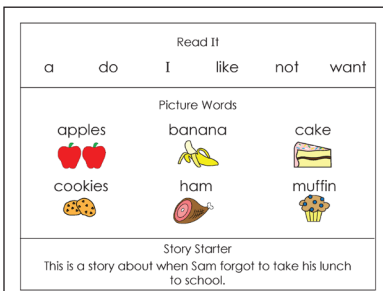 Read It
a do I like not want
Picture Words
apples banana cake
cookies ham muffin
Story Starter
This is a story about when Sam forgot to take his lunch
to school.